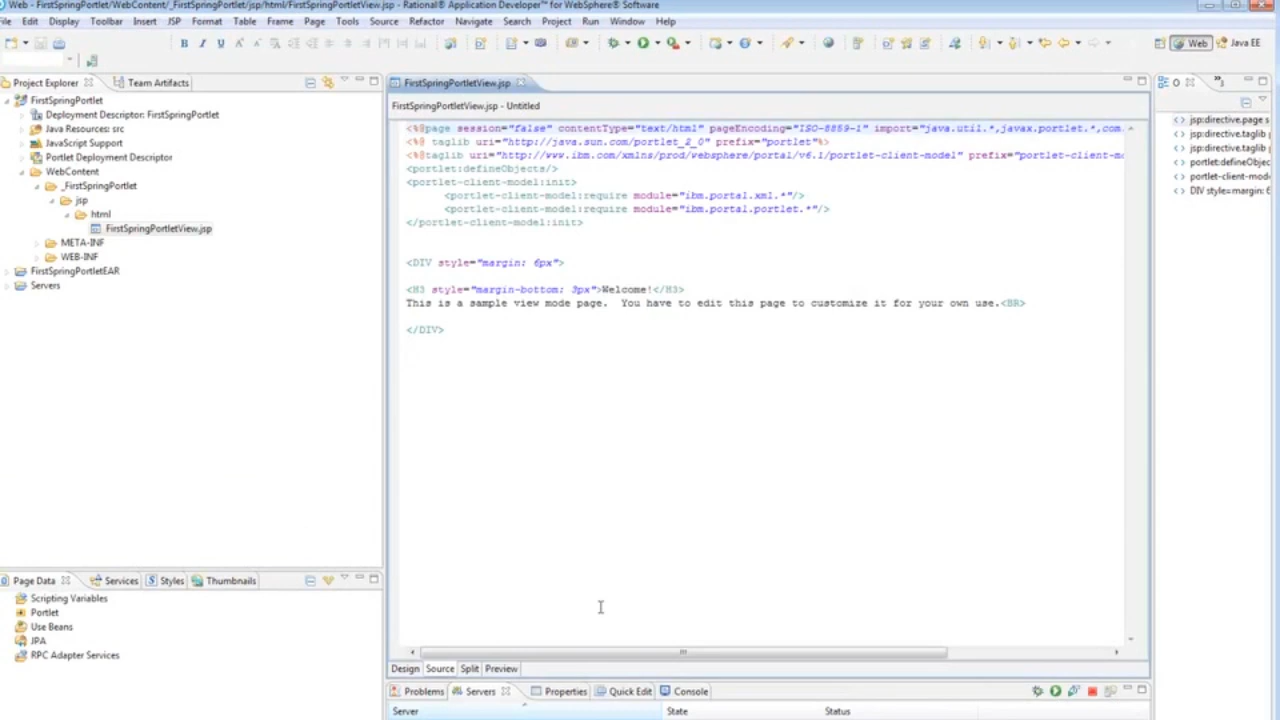 Web - FirstSpringPortlet/WebContent/_FirstSpringPortlet/jsp/html/FirstSpringPortletView.jsp - Rational® Application Developer™ for WebSphere® Software
File Edit Display Toolbar Insert JSP Format Table Frame Page Tools Source Refactor Navigate Search Project Run Window Help
B I U
Web Java EE
Project Explorer Team Artifacts
FirstSpringPortlet
Deployment Descriptor: FirstSpringPortlet
Java Resources: src
JavaScript Support
Portlet Deployment Descriptor
WebContent
_FirstSpringPortlet
jsp
html
FirstSpringPortletView.jsp
META-INF
WEB-INF
FirstSpringPortletEAR
Servers
FirstSpringPortletView.jsp
FirstSpringPortletView.jsp - Untitled
<%@page session="false" contentType="text/html" pageEncoding="ISO-8859-1" import="java.util.*,javax.portlet.*,com.
<%@ taglib uri="http://java.sun.com/portlet_2_0" prefix="portlet"%>
<%@taglib uri="http://www.ibm.com/xmlns/prod/websphere/portal/v6.1/portlet-client-model" prefix="portlet-client-mo
<portlet:defineObjects/>
<portlet-client-model:init>
<portlet-client-model:require module="ibm.portal.xml.*"/>
<portlet-client-model:require module="ibm.portal.portlet.*"/>
</portlet-client-model:init>
<DIV style="margin: 6px">
<H3 style="margin-bottom: 3px">Welcome!</H3>
This is a sample view mode page.  You have to edit this page to customize it for your own use.<BR>
</DIV>
Design Source Split Preview
O
jsp:directive.page s
jsp:directive.taglib
jsp:directive.taglib
portlet:defineObjec
portlet-client-mode
DIV style=margin: 6
Page Data Services Styles Thumbnails
Scripting Variables
Portlet
Use Beans
JPA
RPC Adapter Services
Problems Servers Properties Quick Edit Console
Server State Status